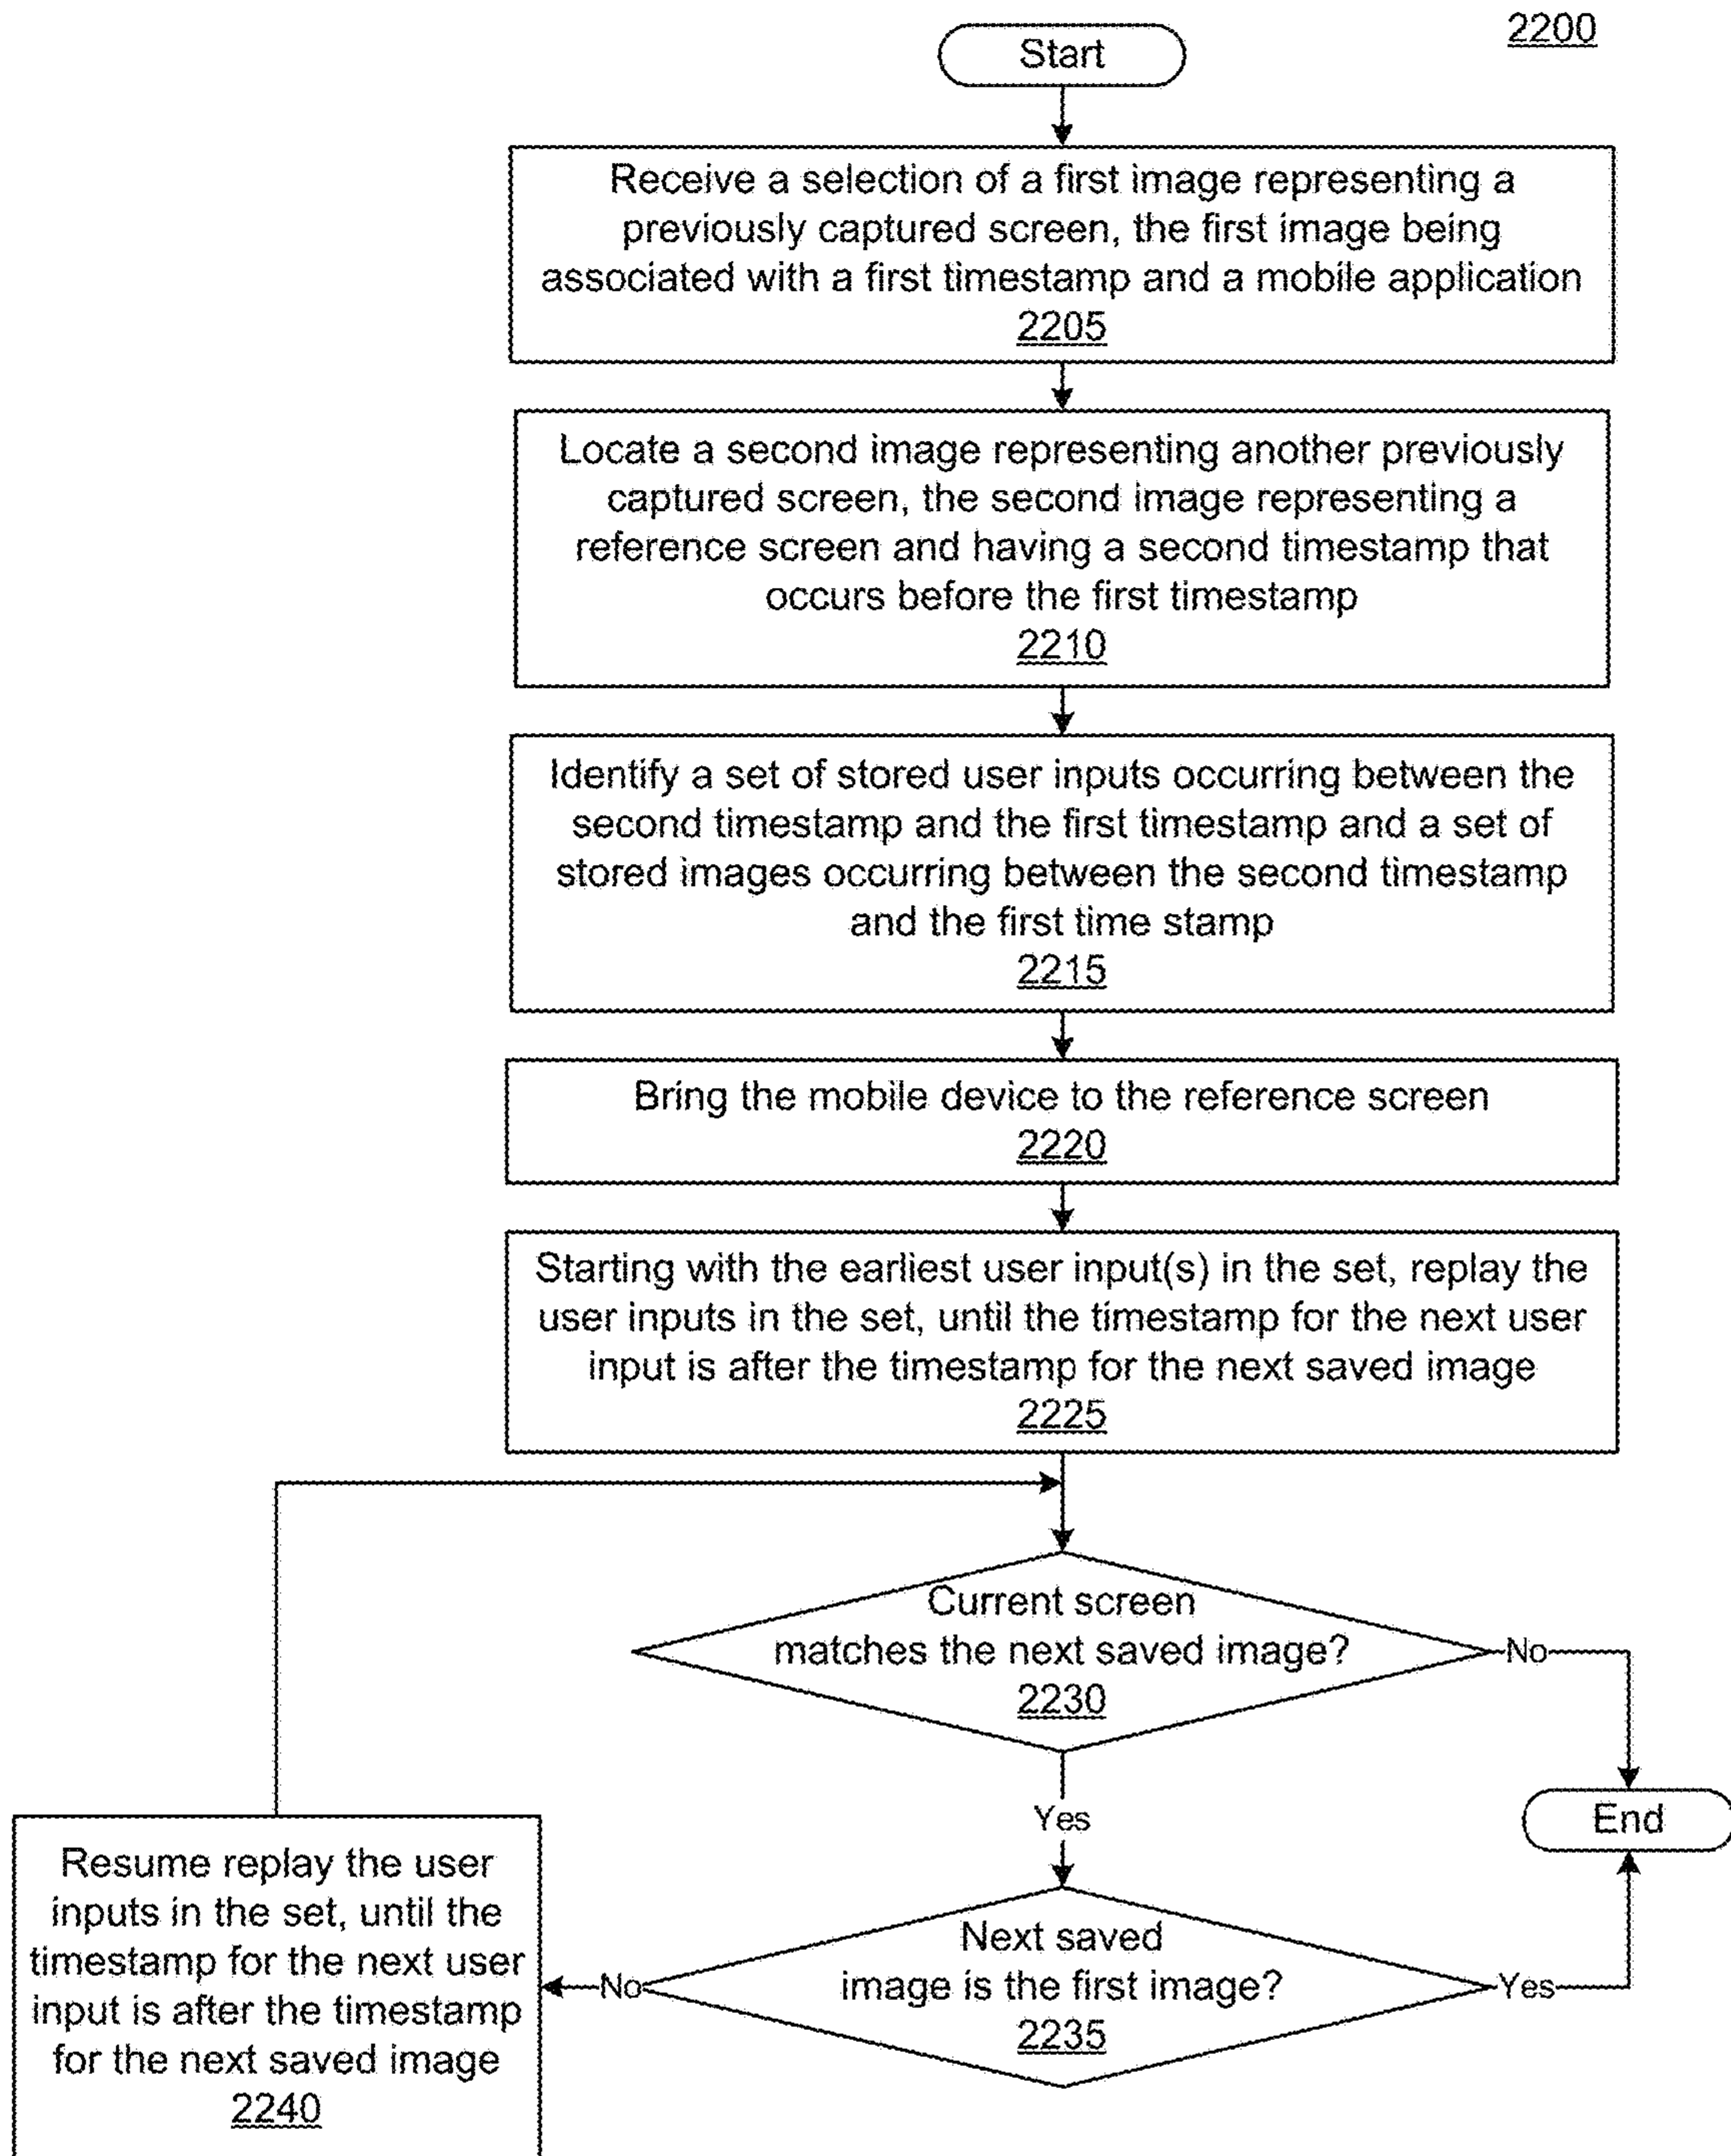 2200
Start
Receive a selection of a first image representing a
previously captured screen, the first image being
associated with a first timestamp and a mobile application
2205
Locate a second image representing another previously
captured screen, the second image representing a
reference screen and having a second timestamp that
occurs before the first timestamp
2210
Identify a set of stored user inputs occurring between the
second timestamp and the first timestamp and a set of
stored images occurring between the second timestamp
and the first time stamp
2215
Bring the mobile device to the reference screen
2220
Starting with the earliest user input(s) in the set, replay the
user inputs in the set, until the timestamp for the next user
input is after the timestamp for the next saved image
2225
Current screen
matches the next saved image?
2230
No
Yes
End
Next saved
image is the first image?
2235
Yes
No
Resume replay the user
inputs in the set, until the
timestamp for the next user
input is after the timestamp
for the next saved image
2240